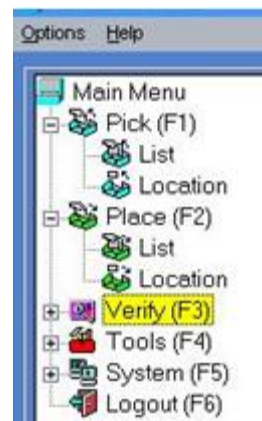 Options Help
Main Menu
Pick (F1)
List
Location
Place (F2)
List
Location
Verify (F3)
Tools (F4)
System (F5)
Logout (F6)